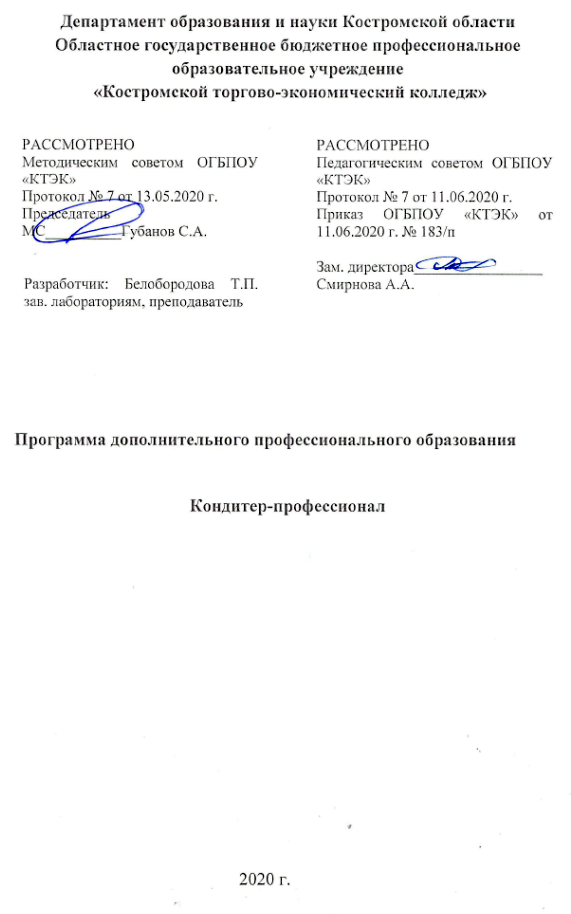 Департамент образования и науки Костромской области
Областное государственное бюджетное профессиональное
образовательное учреждение
«Костромской торгово-экономический колледж»
РАССМОТРЕНО
Методическим советом ОГБПОУ
«КТЭК»
Протокол № 7 от 13.05.2020 г.
Председатель
МС__________Губанов С.А.
Разработчик: Белобородова Т.П.
зав. лабораториям, преподаватель
РАССМОТРЕНО
Педагогическим советом ОГБПОУ
«КТЭК»
Протокол № 7 от 11.06.2020 г.
Приказ ОГБПОУ «КТЭК» от
11.06.2020 г. № 183/п
Зам. директора_________________
Смирнова А.А.
Программа дополнительного профессионального образования
Кондитер-профессионал
2020 г.